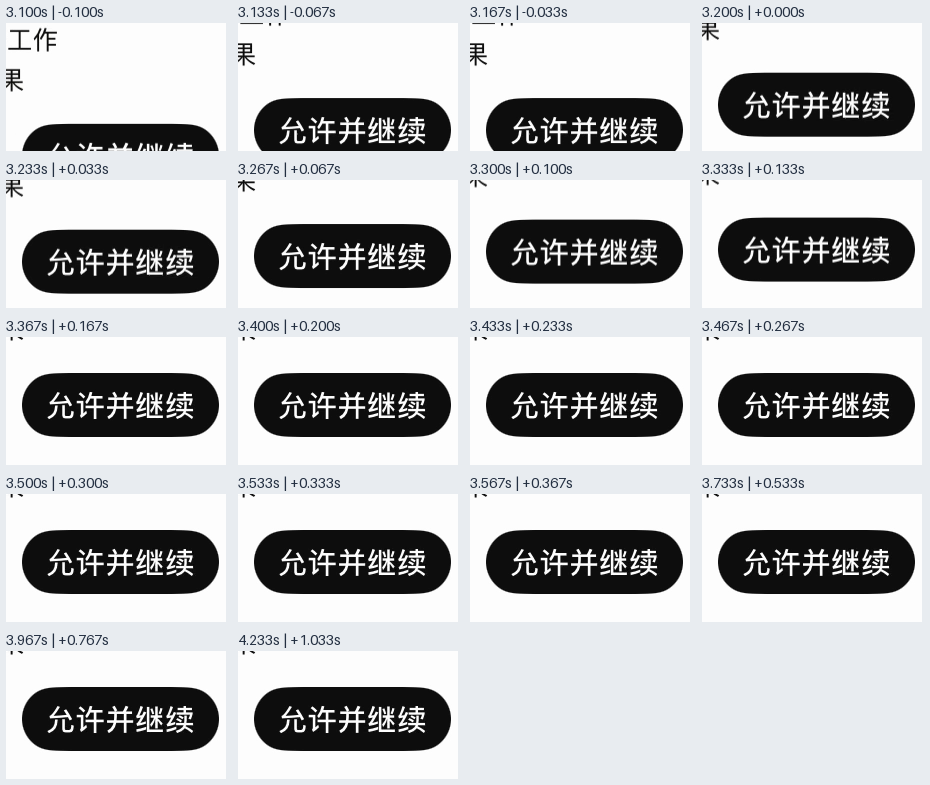 3.100s | -0.100s
3.133s | -0.067s
3.167s | -0.033s
3.200s | +0.000s
工作
果
果
果
果
允许并继续
允许并继续
允许并继续
允许并继续
3.233s | +0.033s
3.267s | +0.067s
3.300s | +0.100s
3.333s | +0.133s
果
允许并继续
允许并继续
允许并继续
允许并继续
3.367s | +0.167s
3.400s | +0.200s
3.433s | +0.233s
3.467s | +0.267s
允许并继续
允许并继续
允许并继续
允许并继续
3.500s | +0.300s
3.533s | +0.333s
3.567s | +0.367s
3.733s | +0.533s
允许并继续
允许并继续
允许并继续
允许并继续
3.967s | +0.767s
4.233s | +1.033s
允许并继续
允许并继续